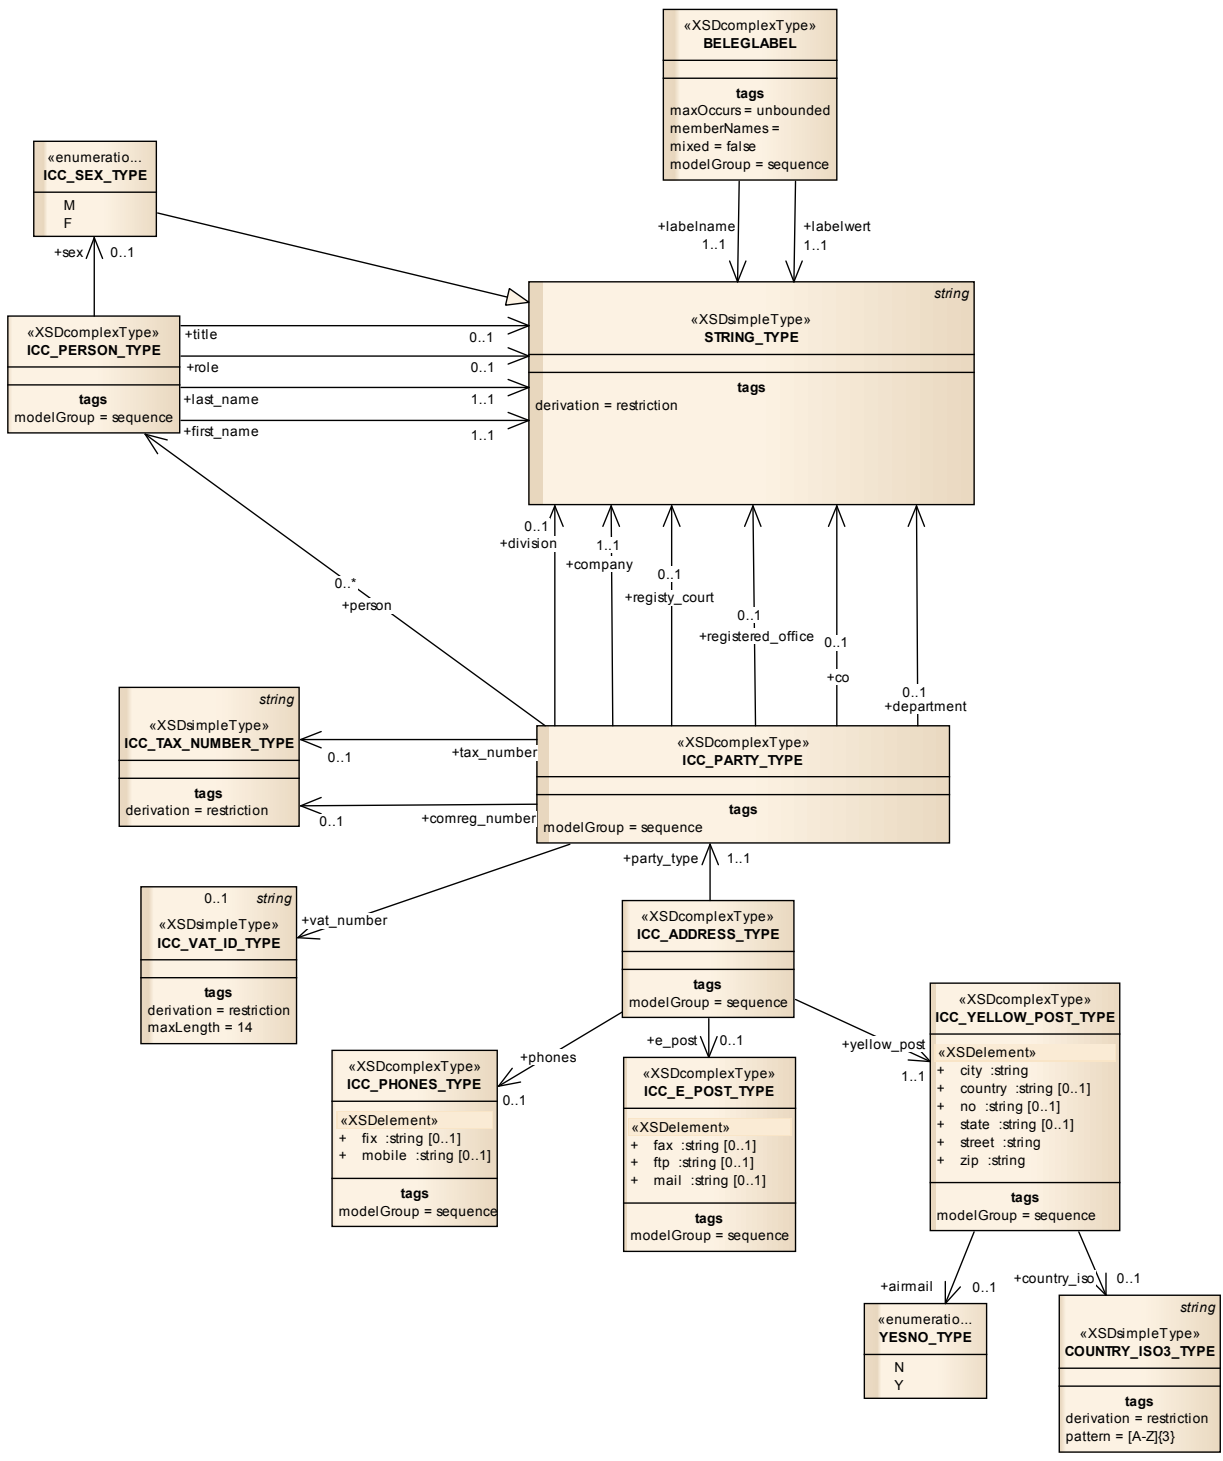 «XSDcomplexType»
BELEGLABEL
tags
maxOccurs = unbounded
memberNames =
mixed = false
modelGroup = sequence
«enumeratio...
ICC_SEX_TYPE
M
F
+sex
0..1
+labelname
1..1
+labelwert
1..1
string
«XSDsimpleType»
STRING_TYPE
tags
derivation = restriction
«XSDcomplexType»
ICC_PERSON_TYPE
tags
modelGroup = sequence
+title
0..1
+role
0..1
+last_name
1..1
+first_name
1..1
0..1
+division
1..1
+company
0..1
+registy_court
0..1
+registered_office
0..1
+co
0..1
+department
0..*
+person
string
«XSDsimpleType»
ICC_TAX_NUMBER_TYPE
tags
derivation = restriction
+tax_number
0..1
+comreg_number
0..1
«XSDcomplexType»
ICC_PARTY_TYPE
tags
modelGroup = sequence
+party_type
1..1
0..1
string
«XSDsimpleType»
ICC_VAT_ID_TYPE
tags
derivation = restriction
maxLength = 14
+vat_number
«XSDcomplexType»
ICC_ADDRESS_TYPE
tags
modelGroup = sequence
+phones
0..1
+e_post
0..1
+yellow_post
1..1
«XSDcomplexType»
ICC_PHONES_TYPE
«XSDelement»
+ fix :string [0..1]
+ mobile :string [0..1]
tags
modelGroup = sequence
«XSDcomplexType»
ICC_E_POST_TYPE
«XSDelement»
+ fax :string [0..1]
+ ftp :string [0..1]
+ mail :string [0..1]
tags
modelGroup = sequence
«XSDcomplexType»
ICC_YELLOW_POST_TYPE
«XSDelement»
+ city :string
+ country :string [0..1]
+ no :string [0..1]
+ state :string [0..1]
+ street :string
+ zip :string
tags
modelGroup = sequence
+airmail
0..1
+country_iso
0..1
«enumeratio...
YESNO_TYPE
N
Y
string
«XSDsimpleType»
COUNTRY_ISO3_TYPE
tags
derivation = restriction
pattern = [A-Z]{3}